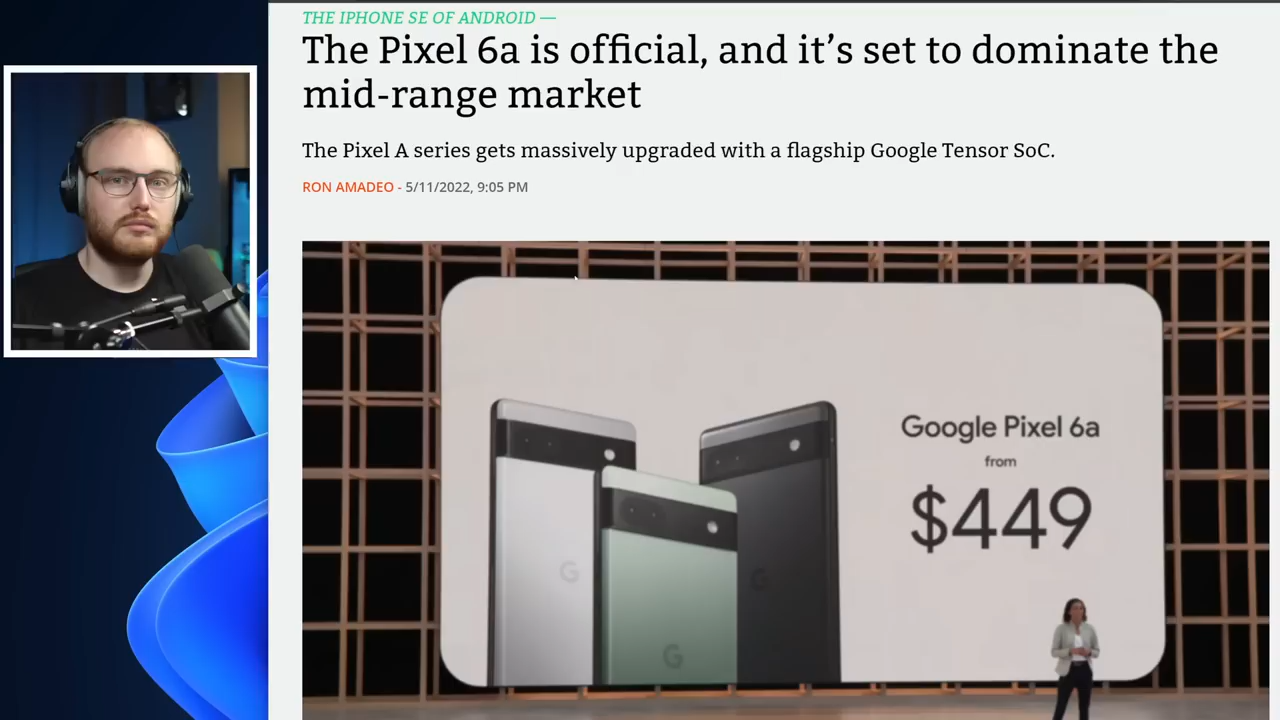 THE IPHONE SE OF ANDROID —
The Pixel 6a is official, and it’s set to dominate the
mid-range market
The Pixel A series gets massively upgraded with a flagship Google Tensor SoC.
RON AMADEO - 5/11/2022, 9:05 PM
Google Pixel 6a
from
$449
G
G
G